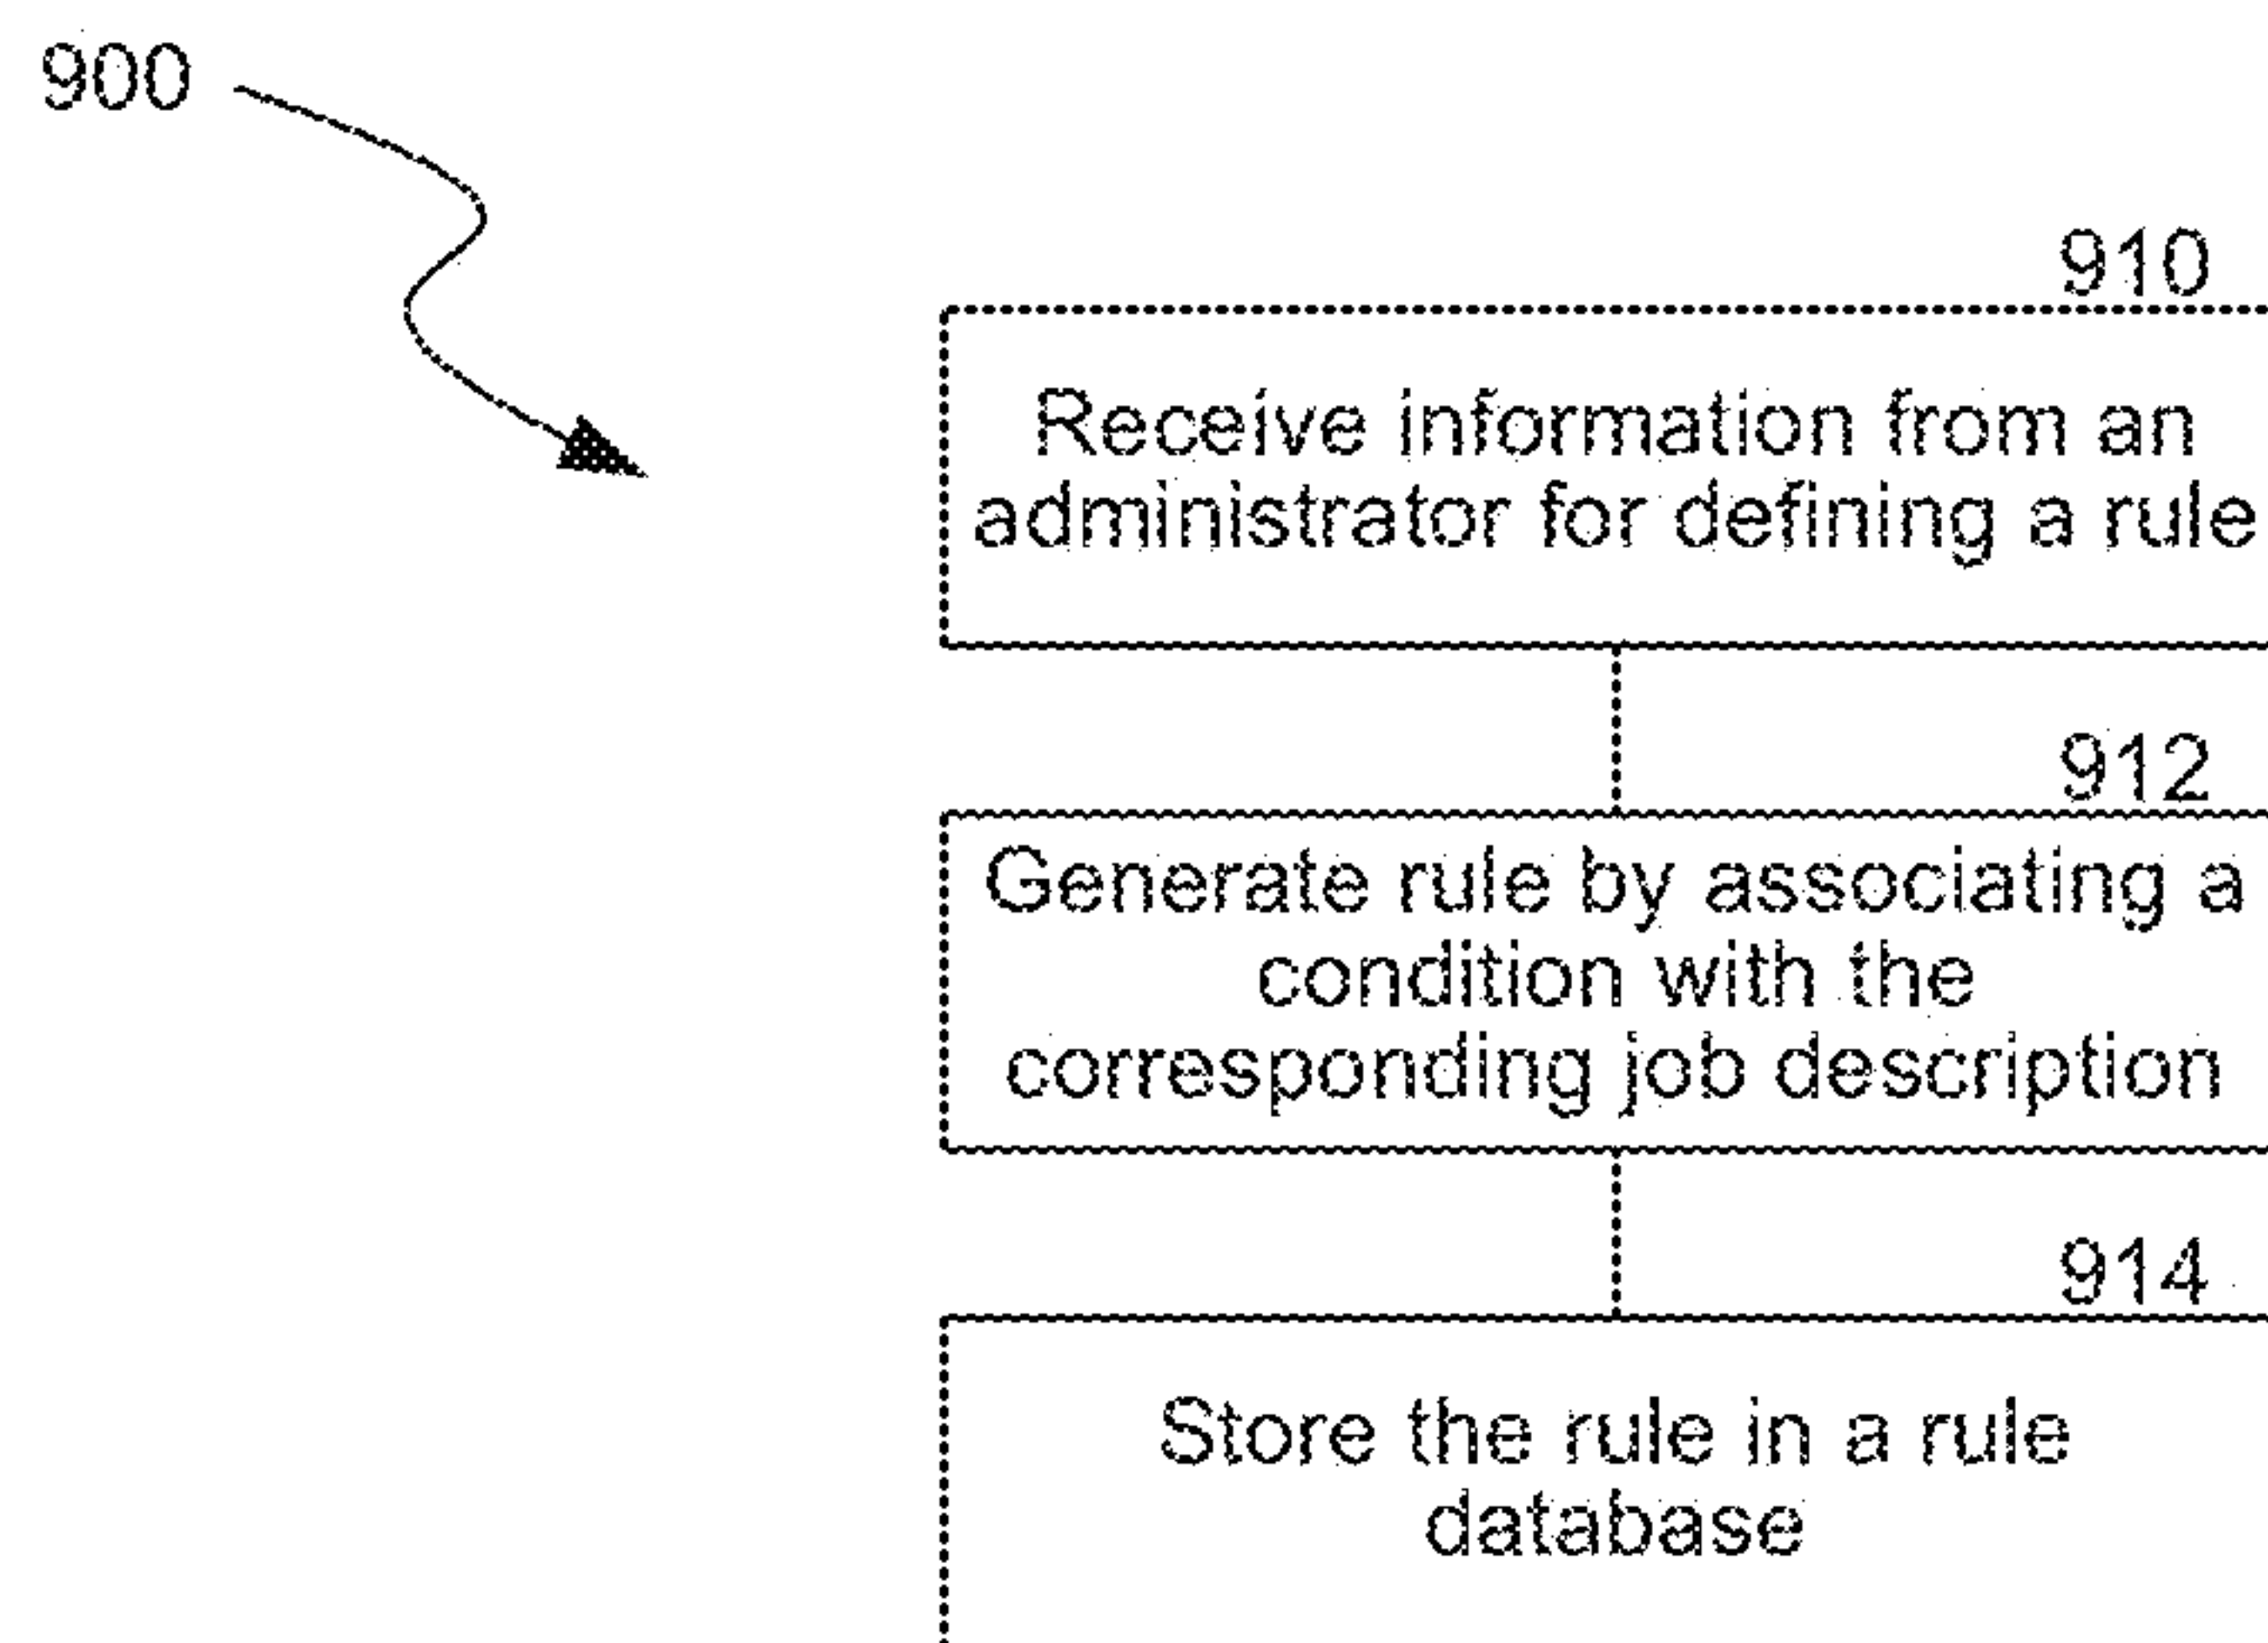 900
910
Receive information from an
administrator for defining a rule
912
Generate rule by associating a
condition with the
corresponding job description
914
Store the rule in a rule
database